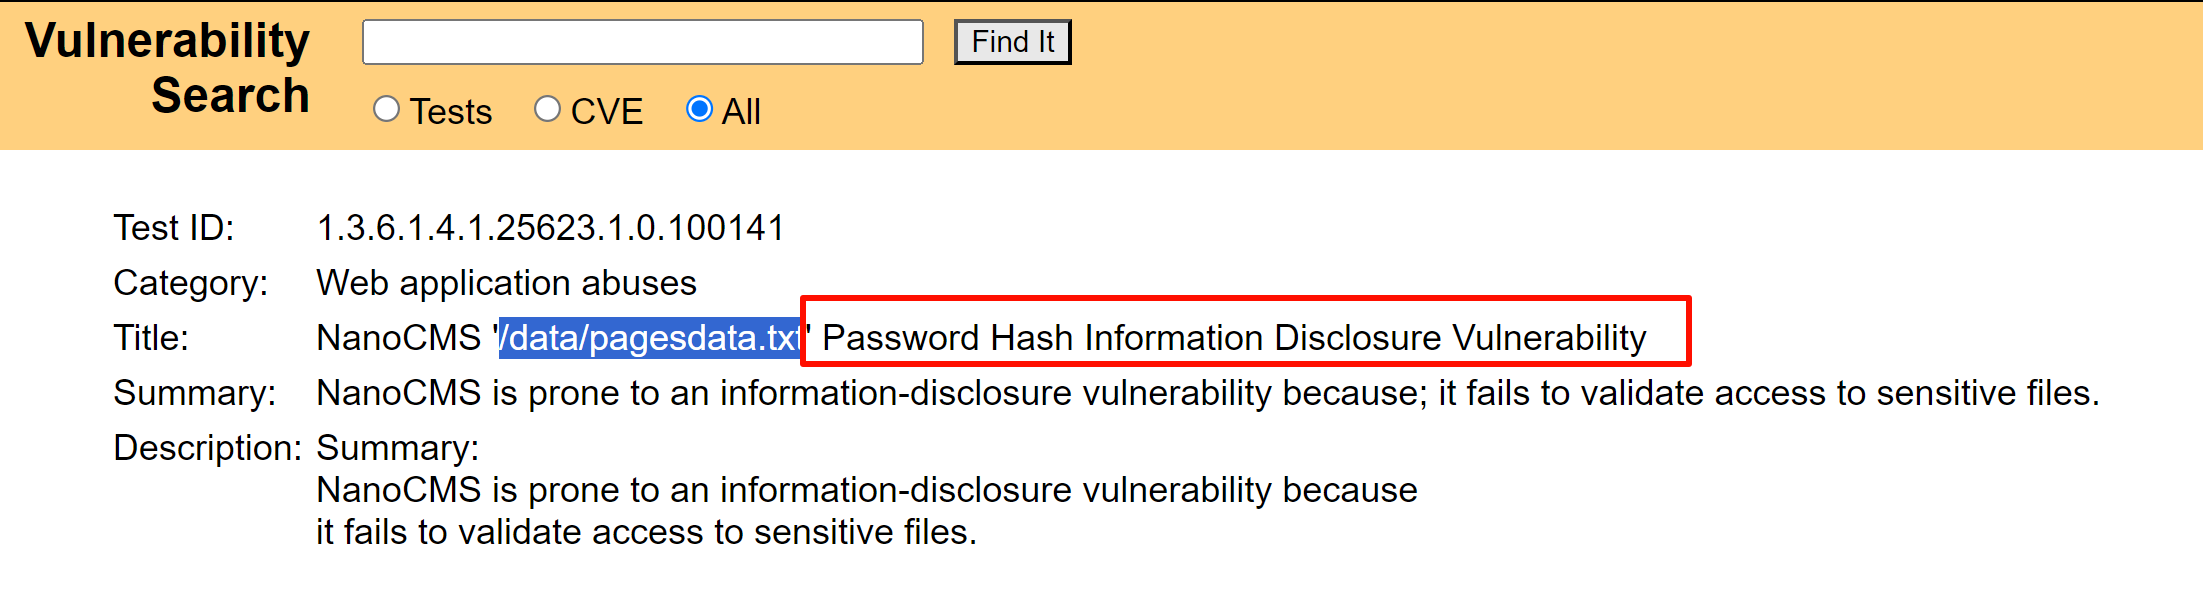 Vulnerability
Search
Find It
Tests CVE All
Test ID: 1.3.6.1.4.1.25623.1.0.100141
Category: Web application abuses
Title: NanoCMS '/data/pagesdata.txt' Password Hash Information Disclosure Vulnerability
Summary: NanoCMS is prone to an information-disclosure vulnerability because; it fails to validate access to sensitive files.
Description: Summary:
NanoCMS is prone to an information-disclosure vulnerability because
it fails to validate access to sensitive files.